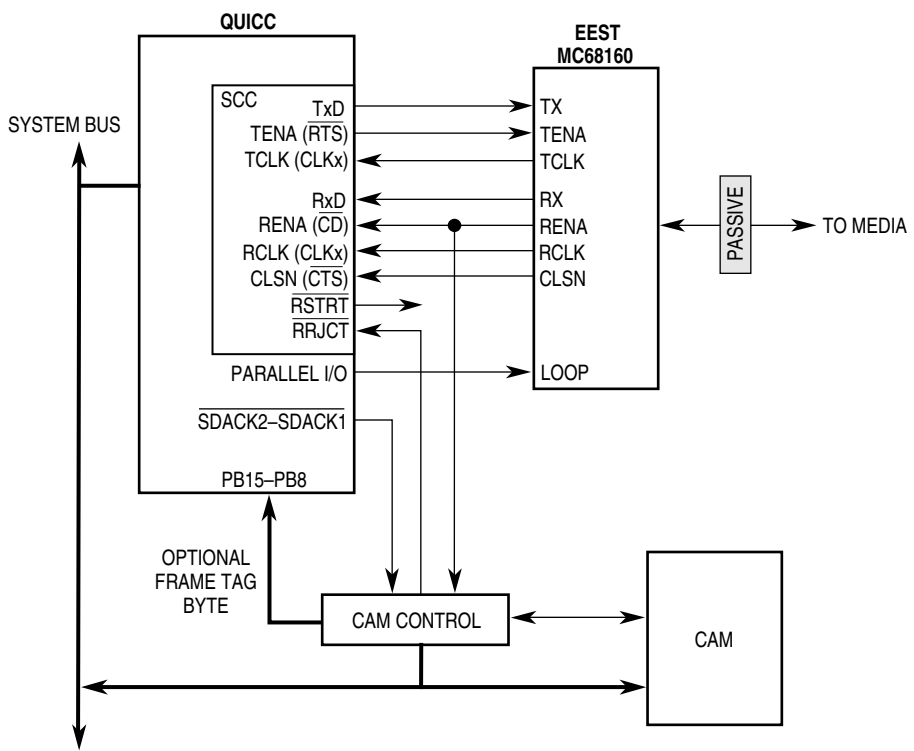 QUICC
EEST
MC68160
SYSTEM BUS
SCC
TxD
TENA (RTS)
TCLK (CLKx)
RxD
RENA (CD)
RCLK (CLKx)
CLSN (CTS)
RSTRT
RRJCT
PARALLEL I/O
SDACK2–SDACK1
PB15–PB8
TX
TENA
TCLK
RX
RENA
RCLK
CLSN
LOOP
PASSIVE
TO MEDIA
OPTIONAL
FRAME TAG
BYTE
CAM CONTROL
CAM